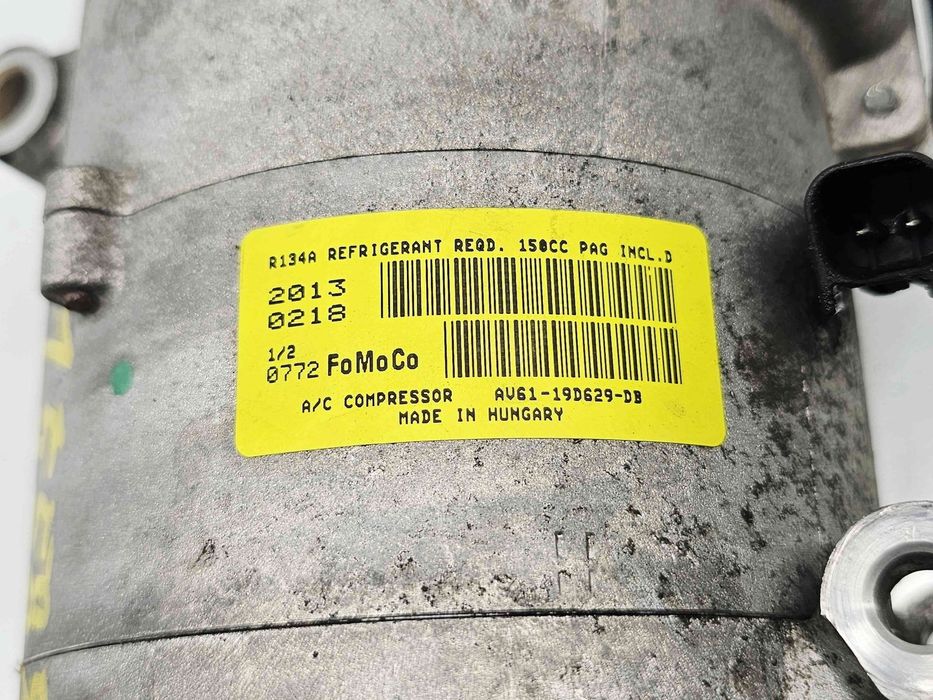 R134A REFRIGERANT REQD. 150CC PAG INCL.D
2013
0218
1/2
0772 FoMoCo
A/C COMPRESSOR AV61-19D629-DB
MADE IN HUNGARY